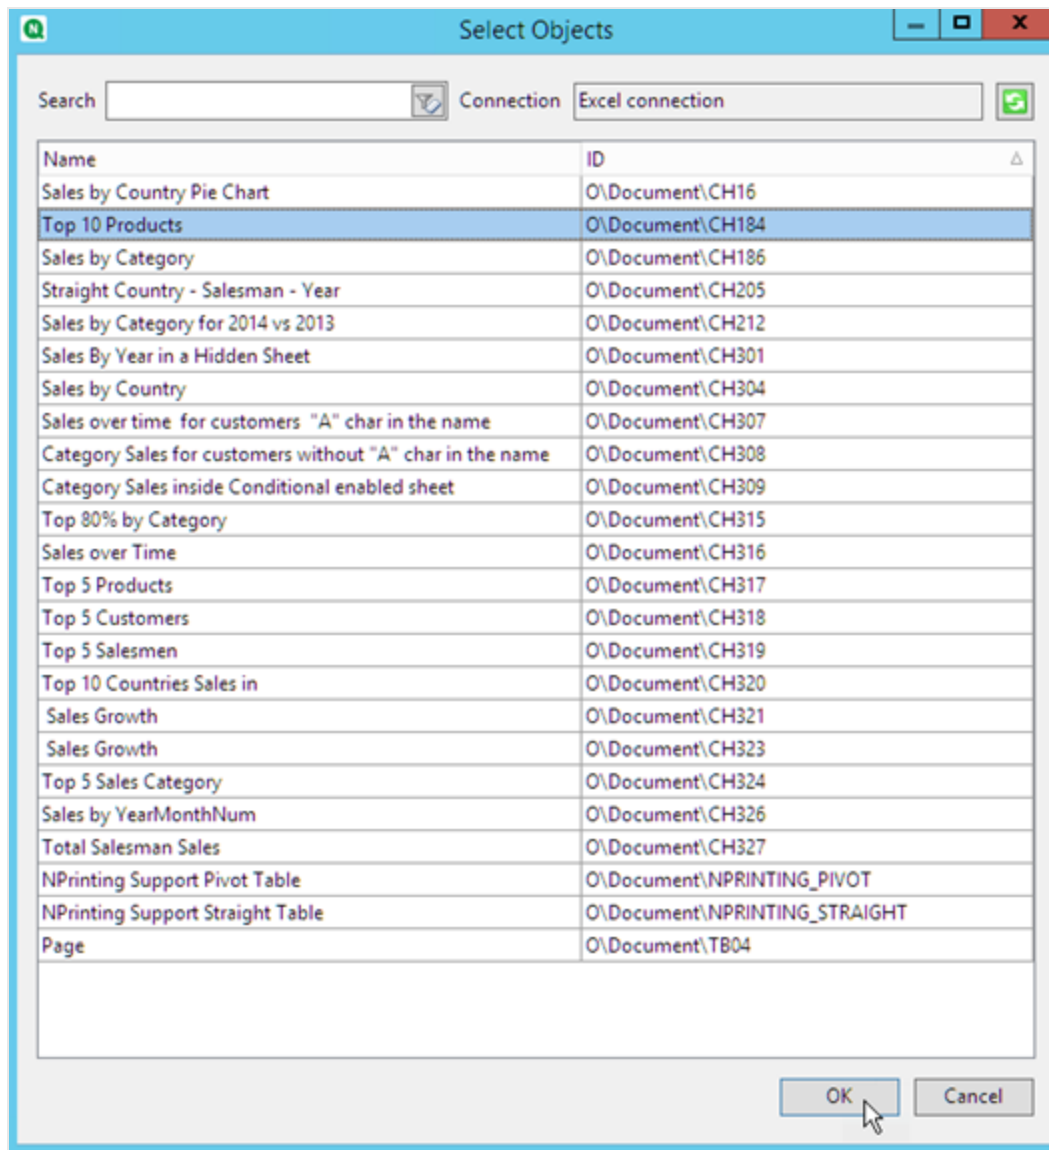 Select Objects
Search Connection Excel connection
Name ID
Sales by Country Pie Chart O\Document\CH16
Top 10 Products O\Document\CH184
Sales by Category O\Document\CH186
Straight Country - Salesman - Year O\Document\CH205
Sales by Category for 2014 vs 2013 O\Document\CH212
Sales By Year in a Hidden Sheet O\Document\CH301
Sales by Country O\Document\CH304
Sales over time  for customers  "A" char in the name O\Document\CH307
Category Sales for customers without "A" char in the name O\Document\CH308
Category Sales inside Conditional enabled sheet O\Document\CH309
Top 80% by Category O\Document\CH315
Sales over Time O\Document\CH316
Top 5 Products O\Document\CH317
Top 5 Customers O\Document\CH318
Top 5 Salesmen O\Document\CH319
Top 10 Countries Sales in O\Document\CH320
Sales Growth O\Document\CH321
Sales Growth O\Document\CH323
Top 5 Sales Category O\Document\CH324
Sales by YearMonthNum O\Document\CH326
Total Salesman Sales O\Document\CH327
NPrinting Support Pivot Table O\Document\NPRINTING_PIVOT
NPrinting Support Straight Table O\Document\NPRINTING_STRAIGHT
Page O\Document\TB04
OK Cancel